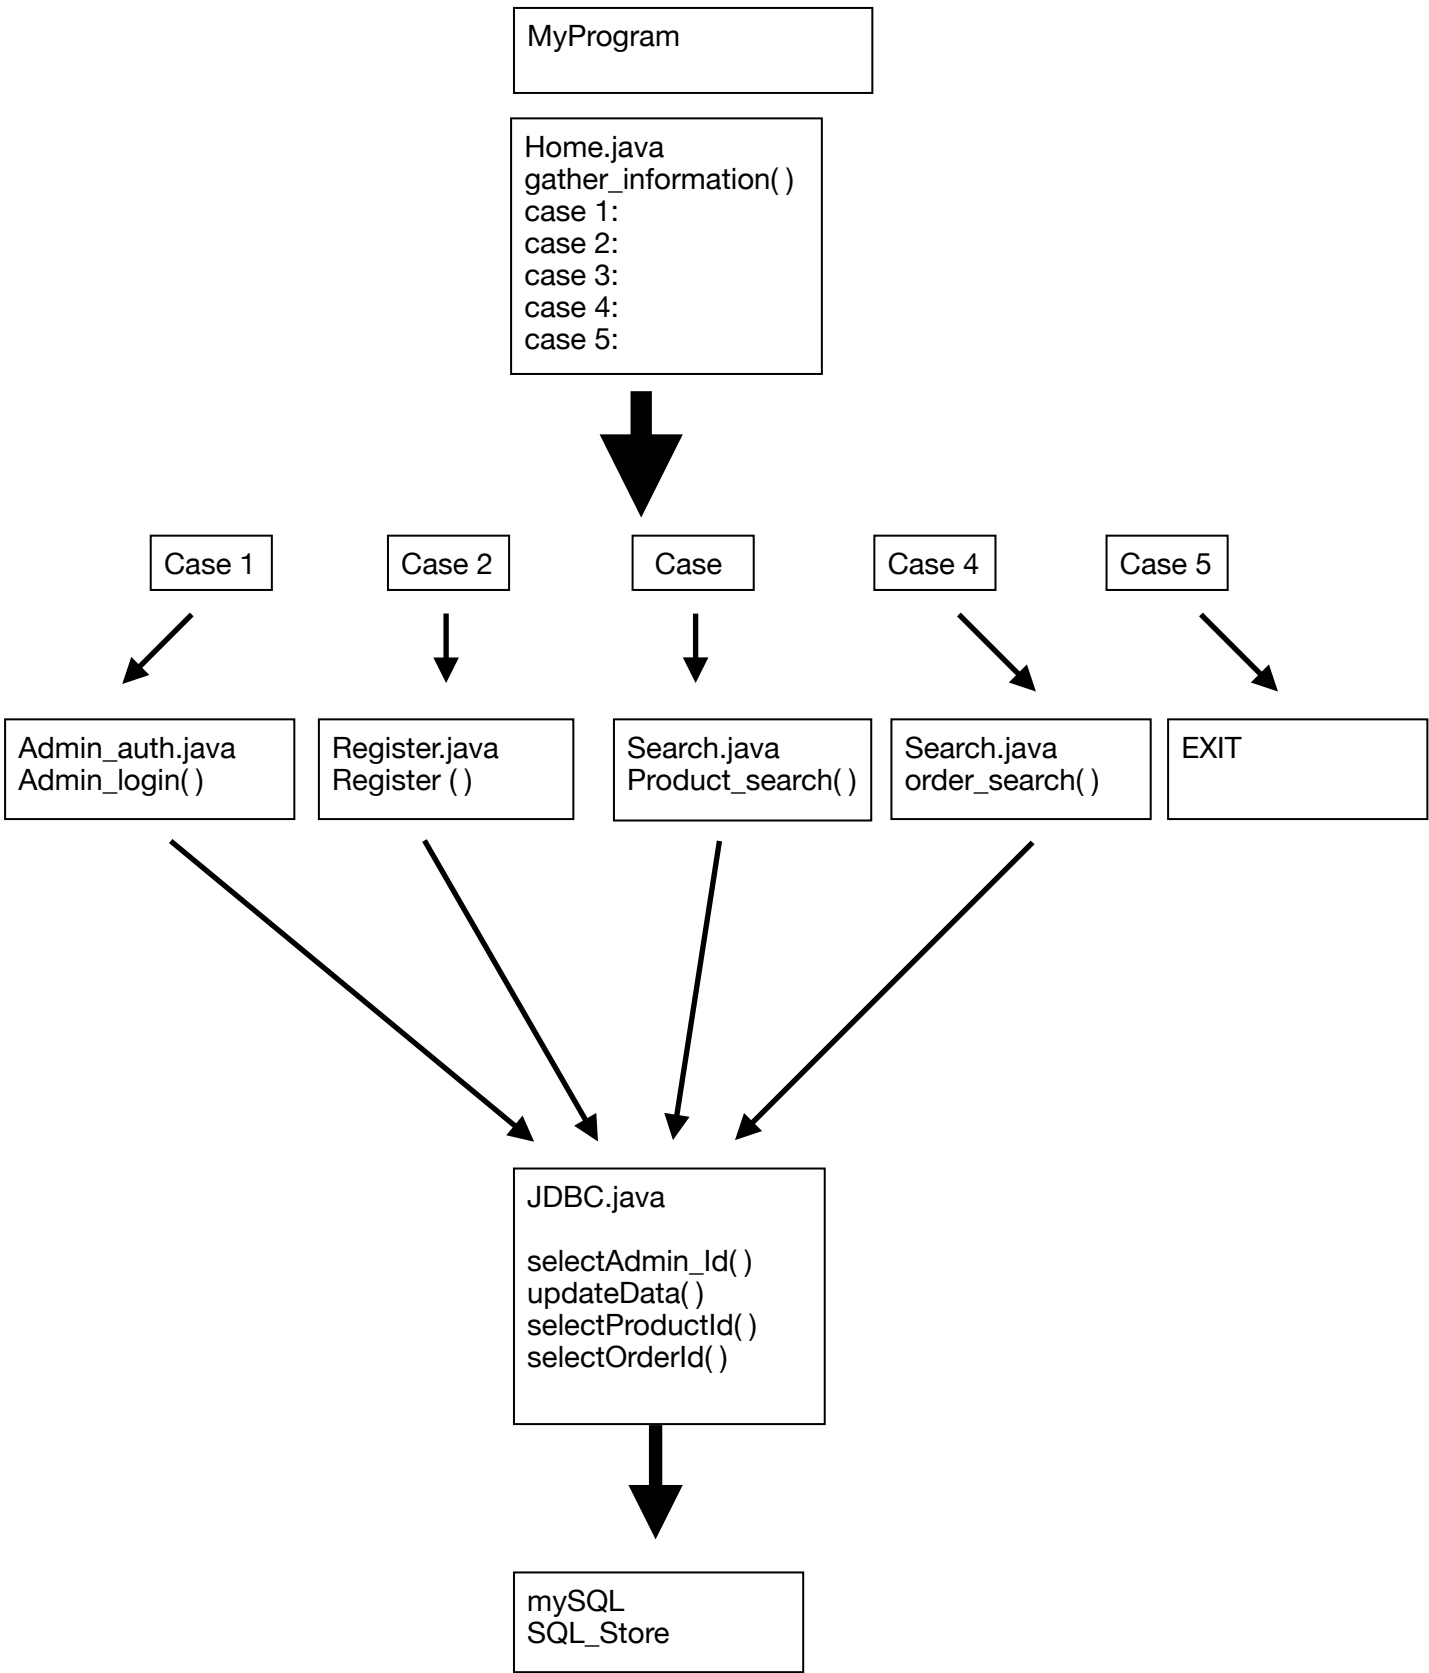 MyProgram
Home.java
gather_information( )
case 1:
case 2:
case 3:
case 4:
case 5:
Case 1
Case 2
Case
Case 4
Case 5
Admin_auth.java
Admin_login( )
Register.java
Register ( )
Search.java
Product_search( )
Search.java
order_search( )
EXIT
JDBC.java
selectAdmin_Id( )
updateData( )
selectProductId( )
selectOrderId( )
mySQL
SQL_Store